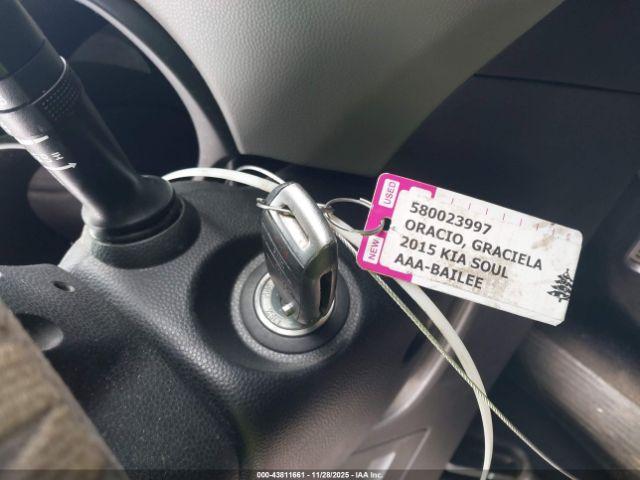 USED
NEW
580023997
ORACIO, GRACIELA
2015 KIA SOUL
AAA-BAILEE
000-43811661 | 11/28/2025 - IAA Inc.